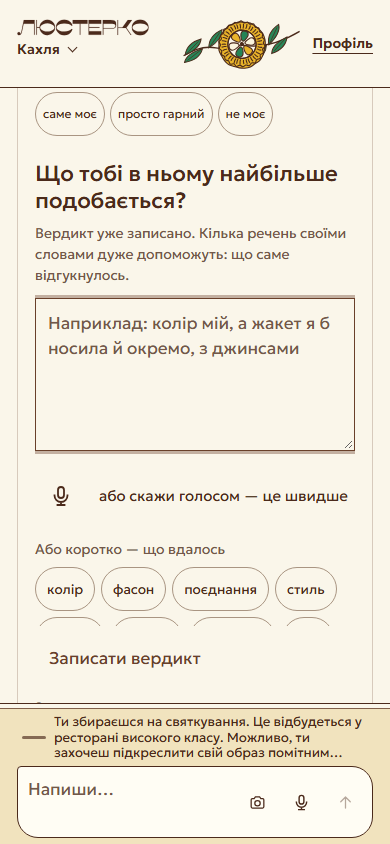 ЛЮСТЕРКО
Кахля
Профіль
саме моє
просто гарний
не моє
Що тобі в ньому найбільше
подобається?
Вердикт уже записано. Кілька речень своїми
словами дуже допоможуть: що саме
відгукнулось.
Наприклад: колір мій, а жакет я б
носила й окремо, з джинсами
або скажи голосом — це швидше
Або коротко — що вдалось
колір
фасон
поєднання
стиль
Записати вердикт
Ти збираєшся на святкування. Це відбудеться у
ресторані високого класу. Можливо, ти
захочеш підкреслити свій образ помітним...
Напиши...